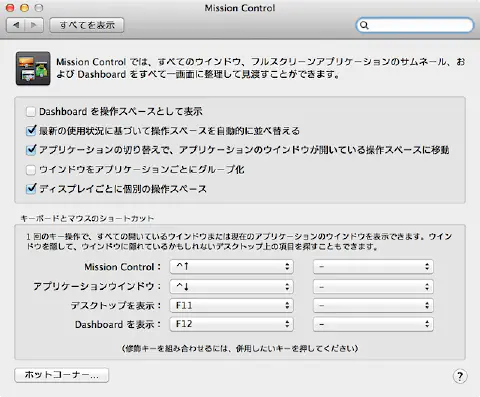 Mission Control
すべてを表示
Mission Control では、すべてのウインドウ、フルスクリーンアプリケーションのサムネール、お
よび Dashboard をすべて一画面に整理して見渡すことができます。
Dashboard を操作スペースとして表示
最新の使用状況に基づいて操作スペースを自動的に並べ替える
アプリケーションの切り替えで、アプリケーションのウインドウが開いている操作スペースに移動
ウインドウをアプリケーションごとにグループ化
ディスプレイごとに個別の操作スペース
キーボードとマウスのショートカット
1 回のキー操作で、すべての開いているウインドウまたは現在のアプリケーションのウインドウを表示できます。ウイン
ドウを隠して、ウインドウに隠れているかもしれないデスクトップ上の項目を探すこともできます。
Mission Control： ^↑ –
アプリケーションウインドウ： ^↓ –
デスクトップを表示： F11 –
Dashboard を表示： F12 –
（修飾キーを組み合わせるには、併用したいキーを押してください）
ホットコーナー... ?